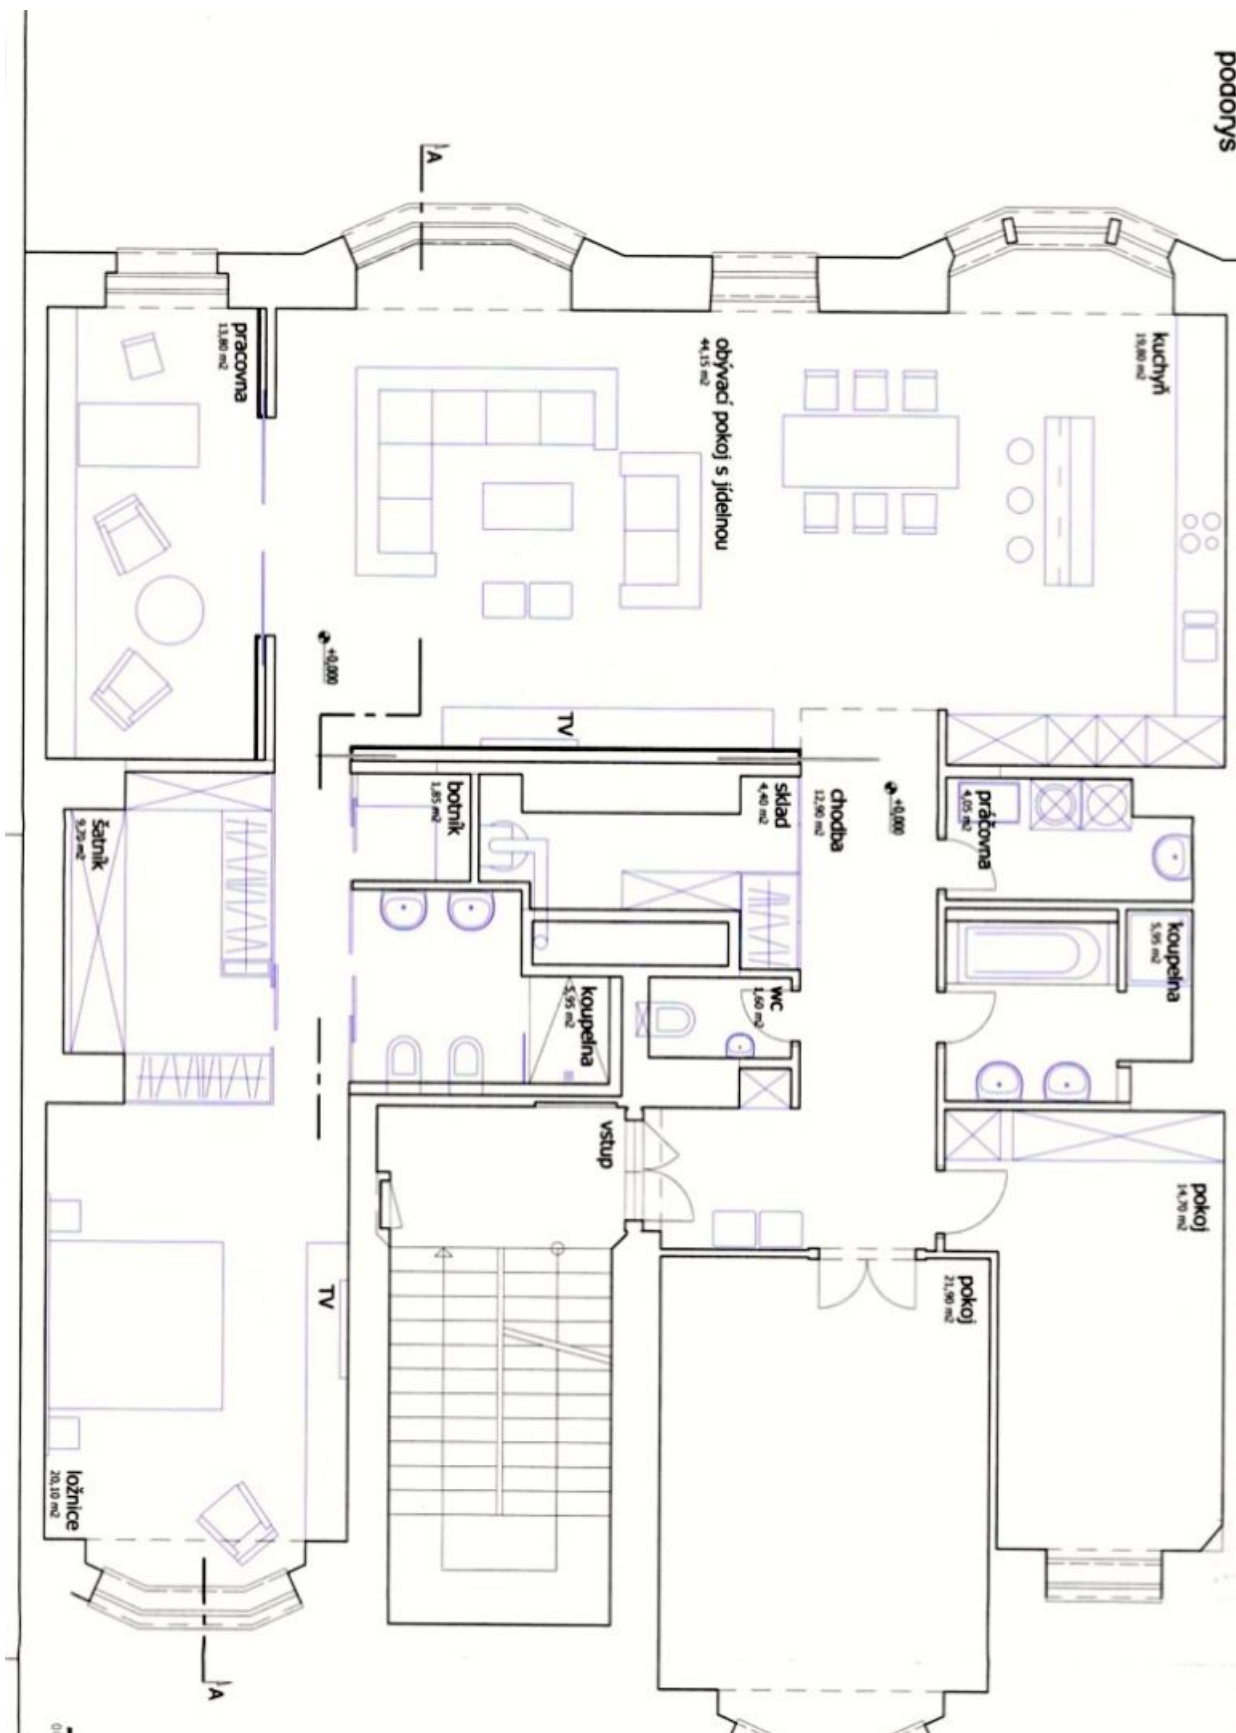 podorys
A
kuchyň
19,80 m2
obývací pokoj s jídelnou
44,15 m2
pracovna
13,80 m2
+0,000
TV
+0,000
práčovna
4,05 m2
chodba
12,90 m2
sklad
4,40 m2
botník
1,85 m2
šatník
9,70 m2
koupelna
5,95 m2
wc
1,60 m2
koupelna
5,95 m2
vstup
pokoj
14,70 m2
pokoj
21,90 m2
TV
ložnice
20,10 m2
A